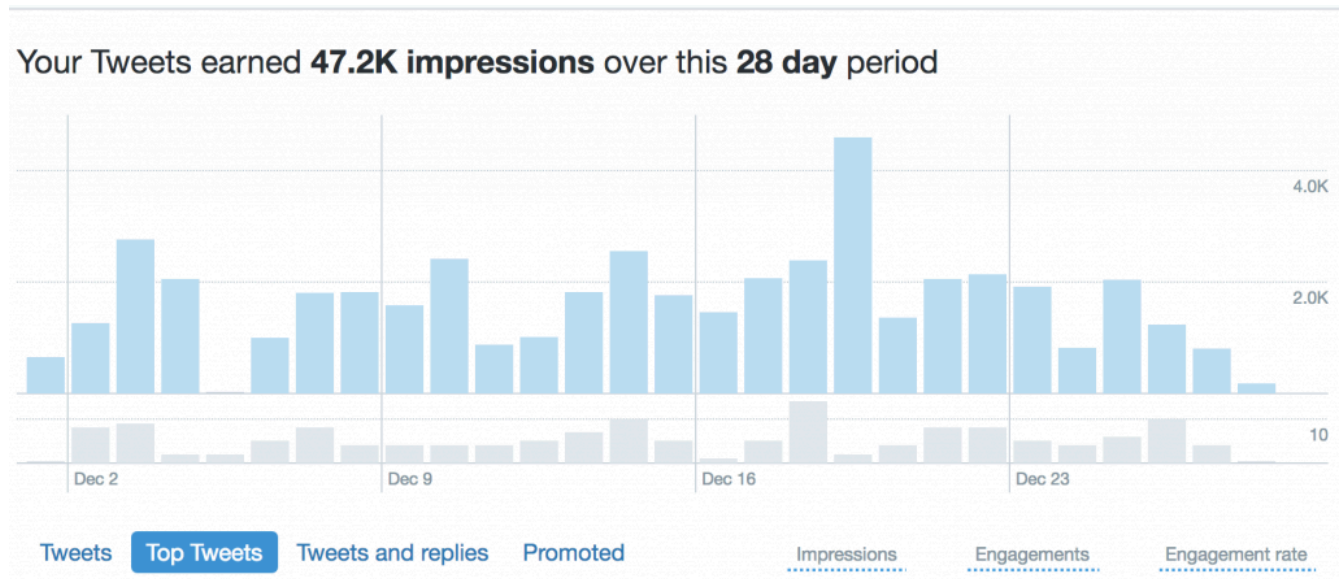 Your Tweets earned 47.2K impressions over this 28 day period
4.0K
2.0K
10
Dec 2 Dec 9 Dec 16 Dec 23
Tweets Top Tweets Tweets and replies Promoted Impressions Engagements Engagement rate